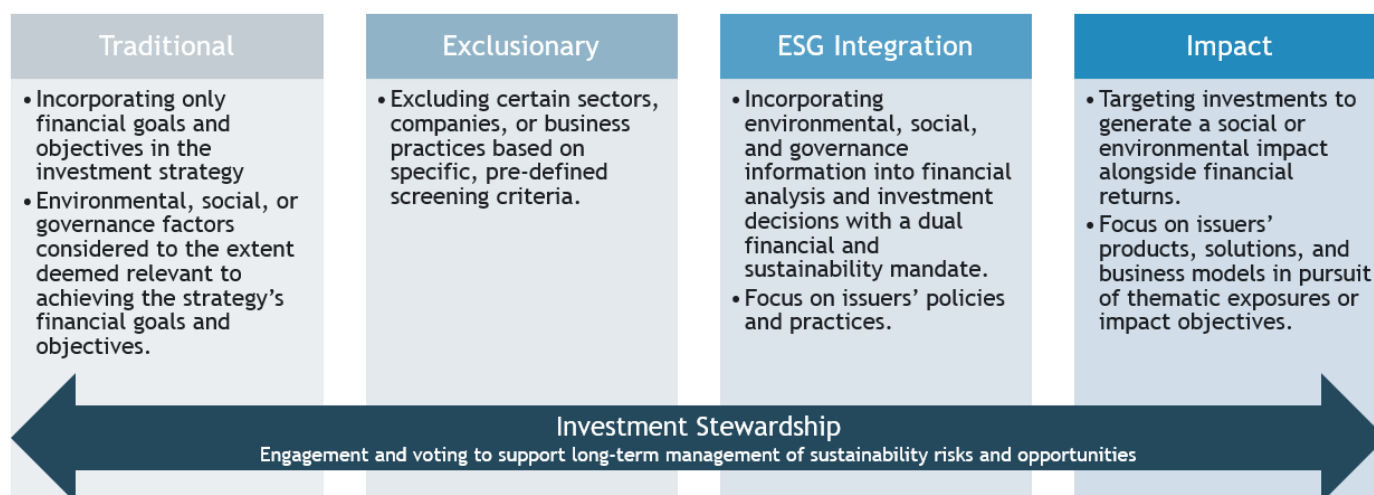 Traditional
• Incorporating only
financial goals and
objectives in the
investment strategy
• Environmental, social, or
governance factors
considered to the extent
deemed relevant to
achieving the strategy’s
financial goals and
objectives.
Exclusionary
• Excluding certain sectors,
companies, or business
practices based on
specific, pre-defined
screening criteria.
ESG Integration
• Incorporating
environmental, social,
and governance
information into financial
analysis and investment
decisions with a dual
financial and
sustainability mandate.
• Focus on issuers’ policies
and practices.
Impact
• Targeting investments to
generate a social or
environmental impact
alongside financial
returns.
• Focus on issuers’
products, solutions, and
business models in pursuit
of thematic exposures or
impact objectives.
Investment Stewardship
Engagement and voting to support long-term management of sustainability risks and opportunities